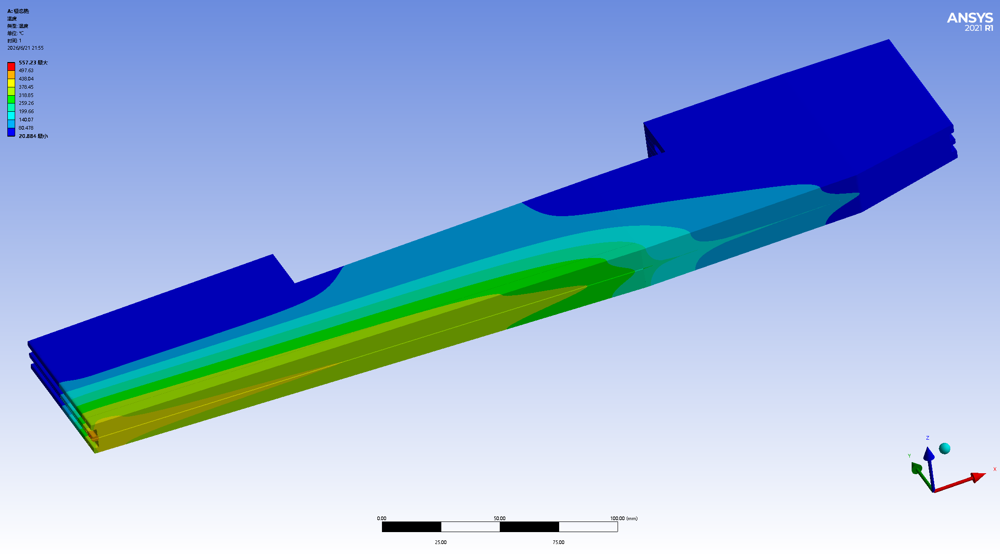 A: 稳态热
温度
类型: 温度
单位: ℃
时间: 1
2026/6/21 21:55
557.23 最大
497.63
438.04
378.45
318.85
259.26
199.66
140.07
80.478
20.884 最小
ANSYS
2021 R1
Z
Y
X
0.00
50.00
100.00 (mm)
25.00
75.00